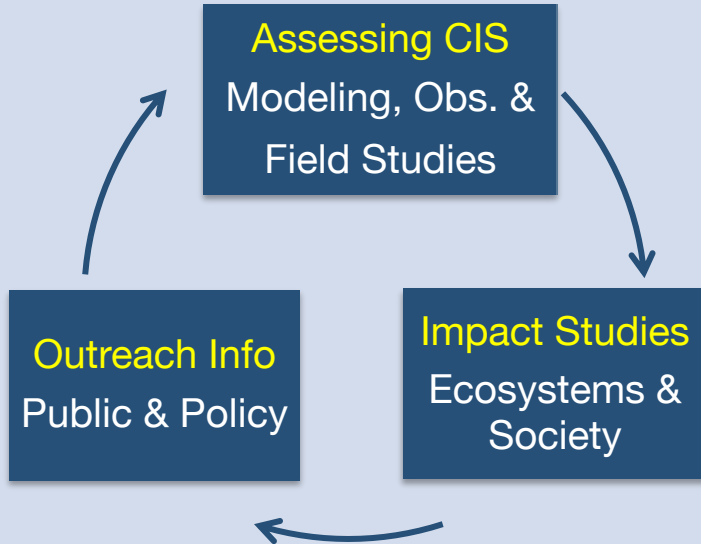 Assessing CIS
Modeling, Obs. &
Field Studies
Outreach Info
Public & Policy
Impact Studies
Ecosystems &
Society